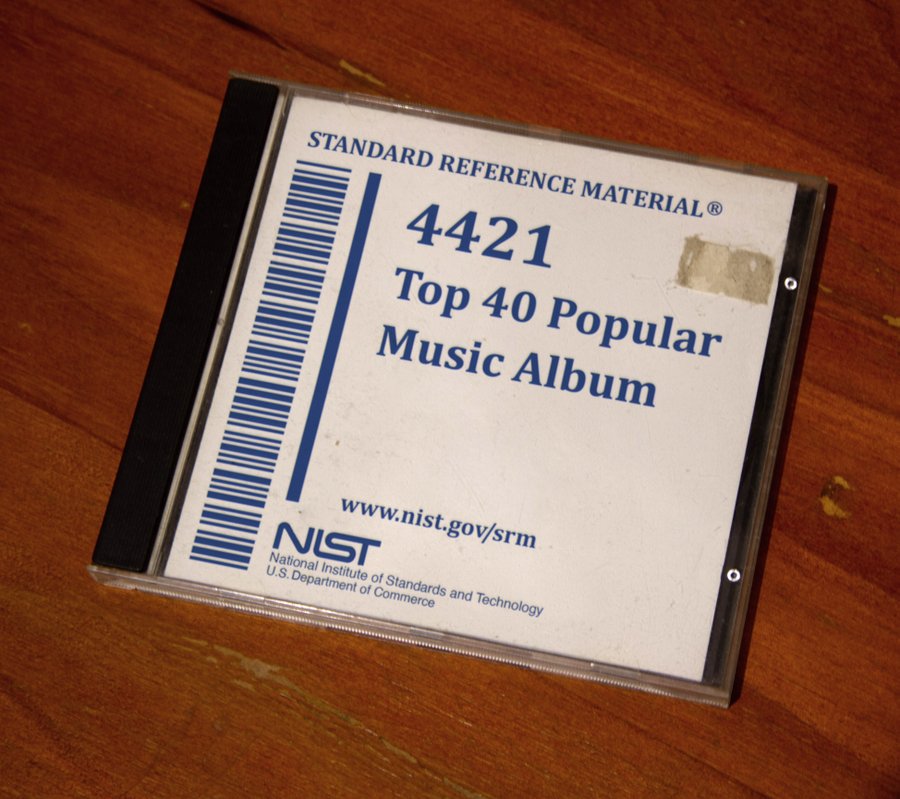 STANDARD REFERENCE MATERIAL®
4421
Top 40 Popular
Music Album
www.nist.gov/srm
NIST
National Institute of Standards and Technology
U.S. Department of Commerce